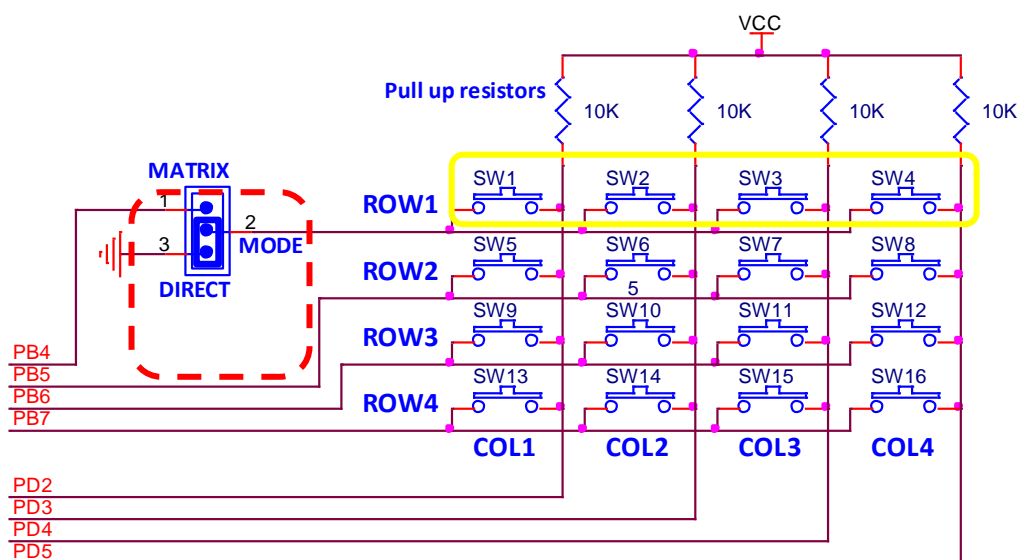 VCC
Pull up resistors
10K 10K 10K 10K
MATRIX
SW1 SW2 SW3 SW4
1
ROW1
2
3
MODE
SW5 SW6 SW7 SW8
ROW2
DIRECT
5
SW9 SW10 SW11 SW12
ROW3
PB4
PB5
SW13 SW14 SW15 SW16
PB6
ROW4
PB7
COL1 COL2 COL3 COL4
PD2
PD3
PD4
PD5